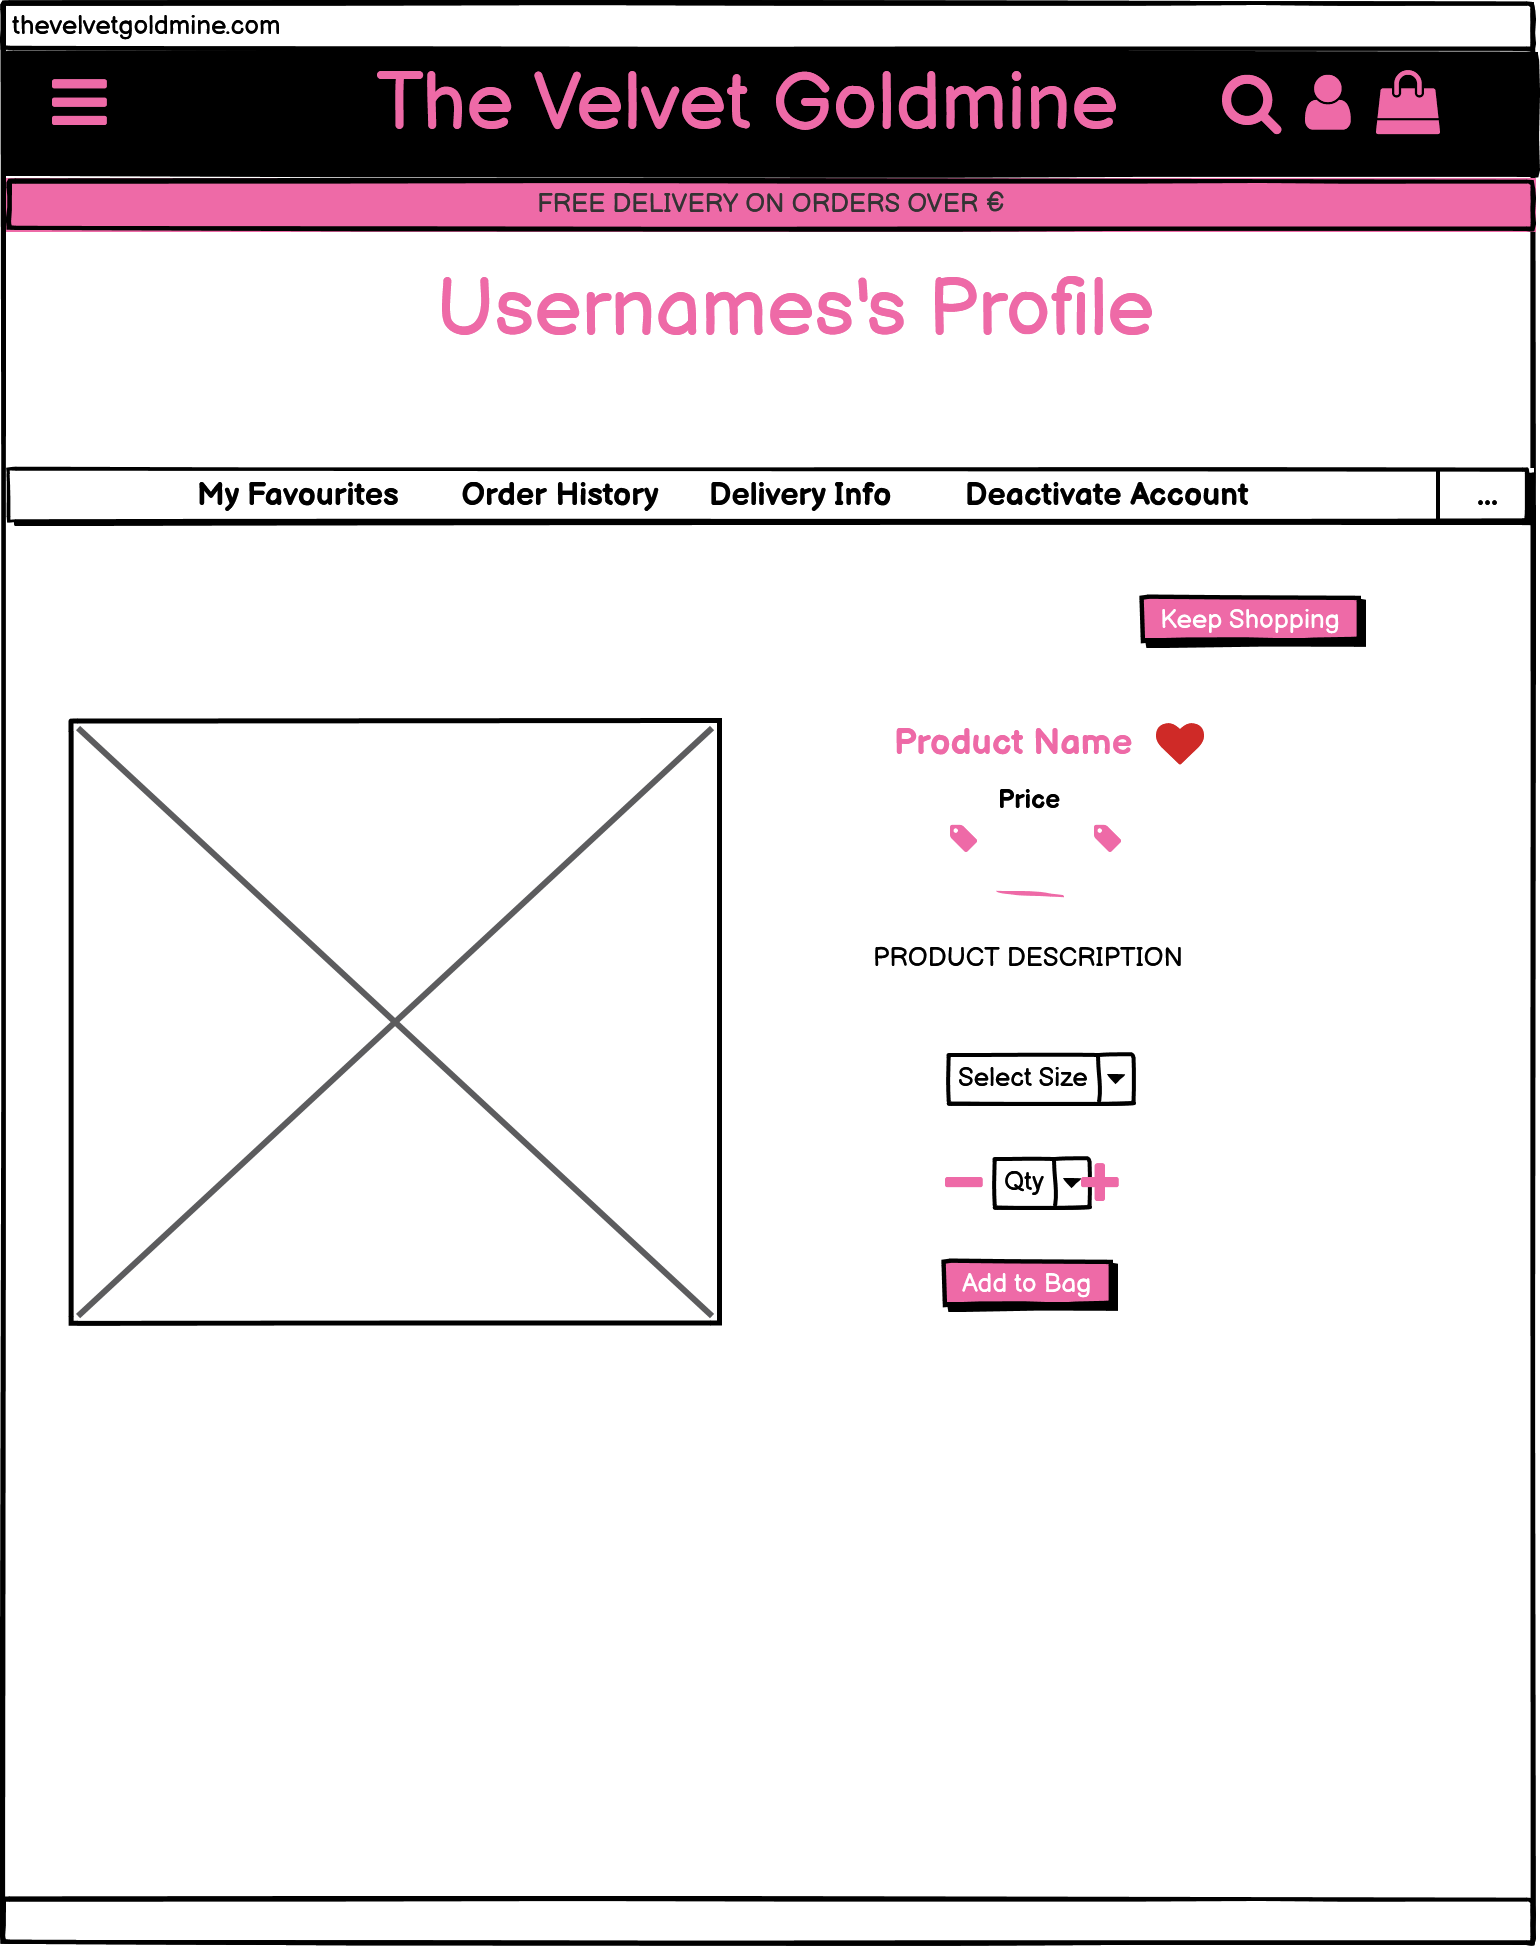 thevelvetgoldmine.com
The Velvet Goldmine
FREE DELIVERY ON ORDERS OVER €
Usernames's Profile
My Favourites Order History Delivery Info Deactivate Account ...
Keep Shopping
Product Name
Price
PRODUCT DESCRIPTION
Select Size
Qty
Add to Bag